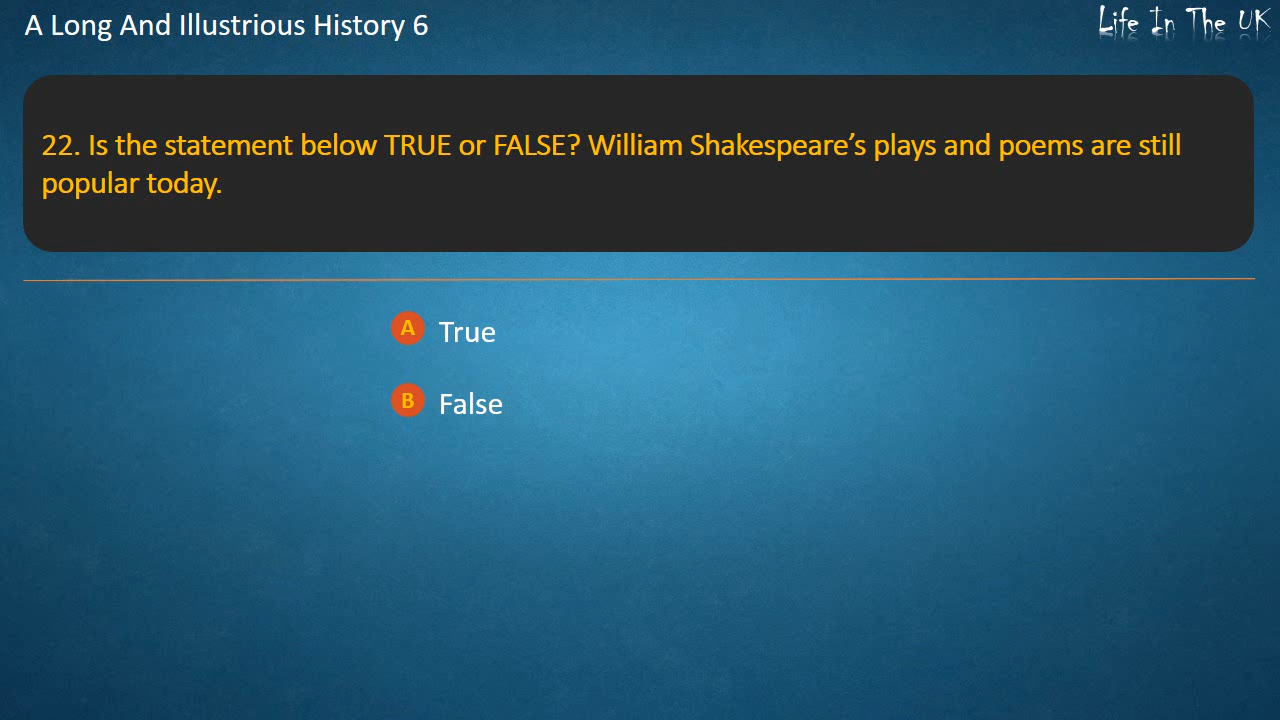 A Long And Illustrious History 6
Life In The UK
22. Is the statement below TRUE or FALSE? William Shakespeare’s plays and poems are still
popular today.
A True
B False